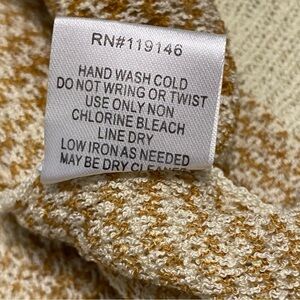 RN#119146
HAND WASH COLD
DO NOT WRING OR TWIST
USE ONLY NON
CHLORINE BLEACH
LINE DRY
LOW IRON AS NEEDED
MAY BE DRY CLEANED